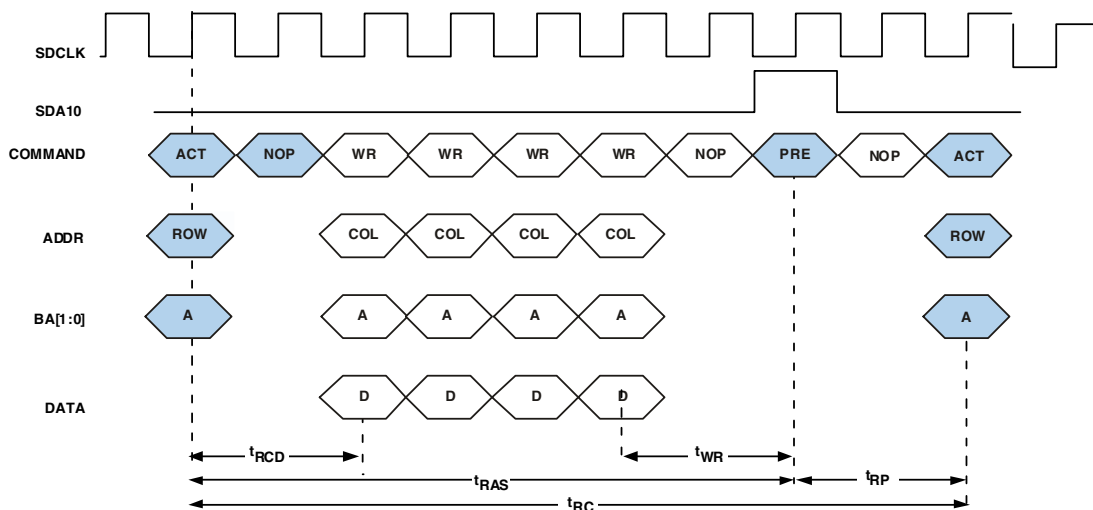 SDCLK
SDA10
COMMAND ACT NOP WR WR WR WR NOP PRE NOP ACT
ADDR ROW COL COL COL COL ROW
BA[1:0] A A A A A A
DATA D D D D
tRCD tWR
tRAS tRP
tRC